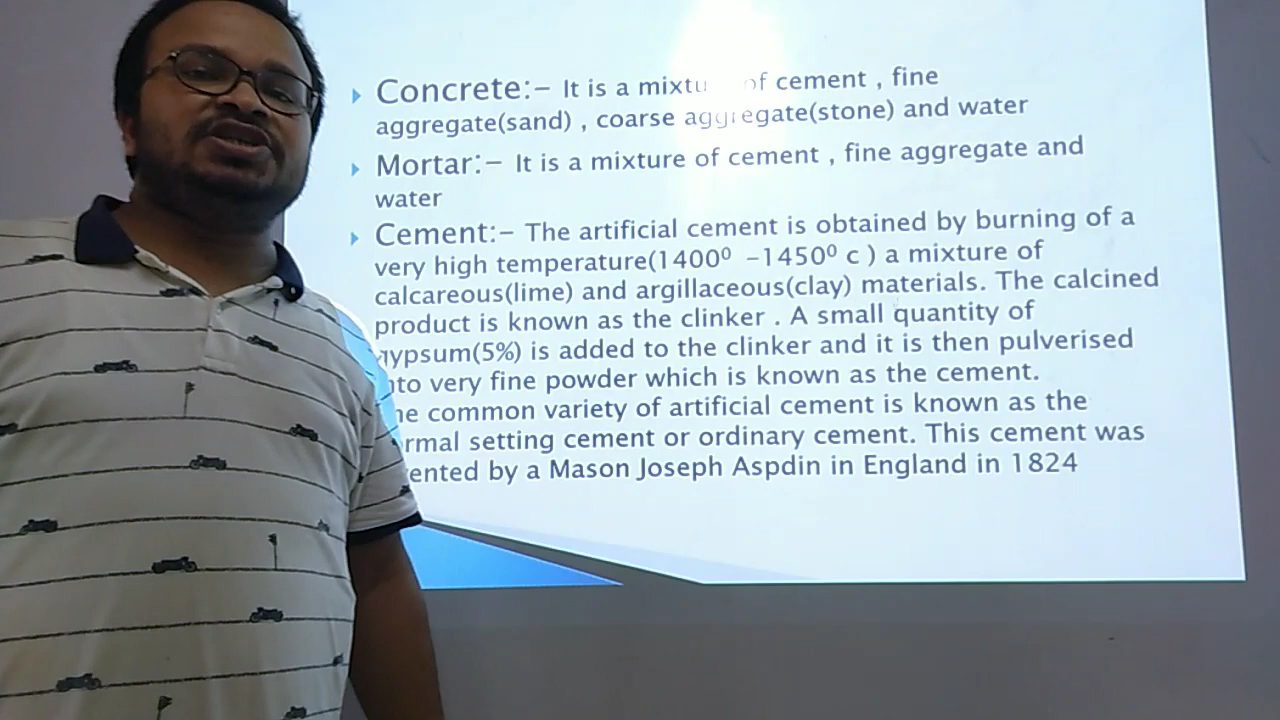 Concrete:– It is a mixtu of cement , fine
aggregate(sand) , coarse aggregate(stone) and water
Mortar:– It is a mixture of cement , fine aggregate and
water
Cement:– The artificial cement is obtained by burning of a
very high temperature(1400⁰ –1450⁰ c ) a mixture of
calcareous(lime) and argillaceous(clay) materials. The calcined
product is known as the clinker . A small quantity of
gypsum(5%) is added to the clinker and it is then pulverised
into very fine powder which is known as the cement.
The common variety of artificial cement is known as the
setting cement or ordinary cement. This cement was
by a Mason Joseph Aspdin in England in 1824